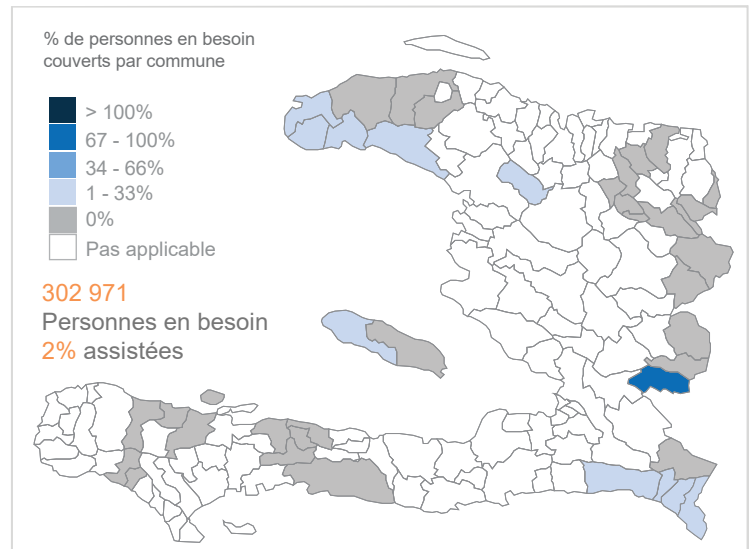 % de personnes en besoin
couverts par commune
> 100%
67 - 100%
34 - 66%
1 - 33%
0%
Pas applicable
302 971
Personnes en besoin
2% assistées